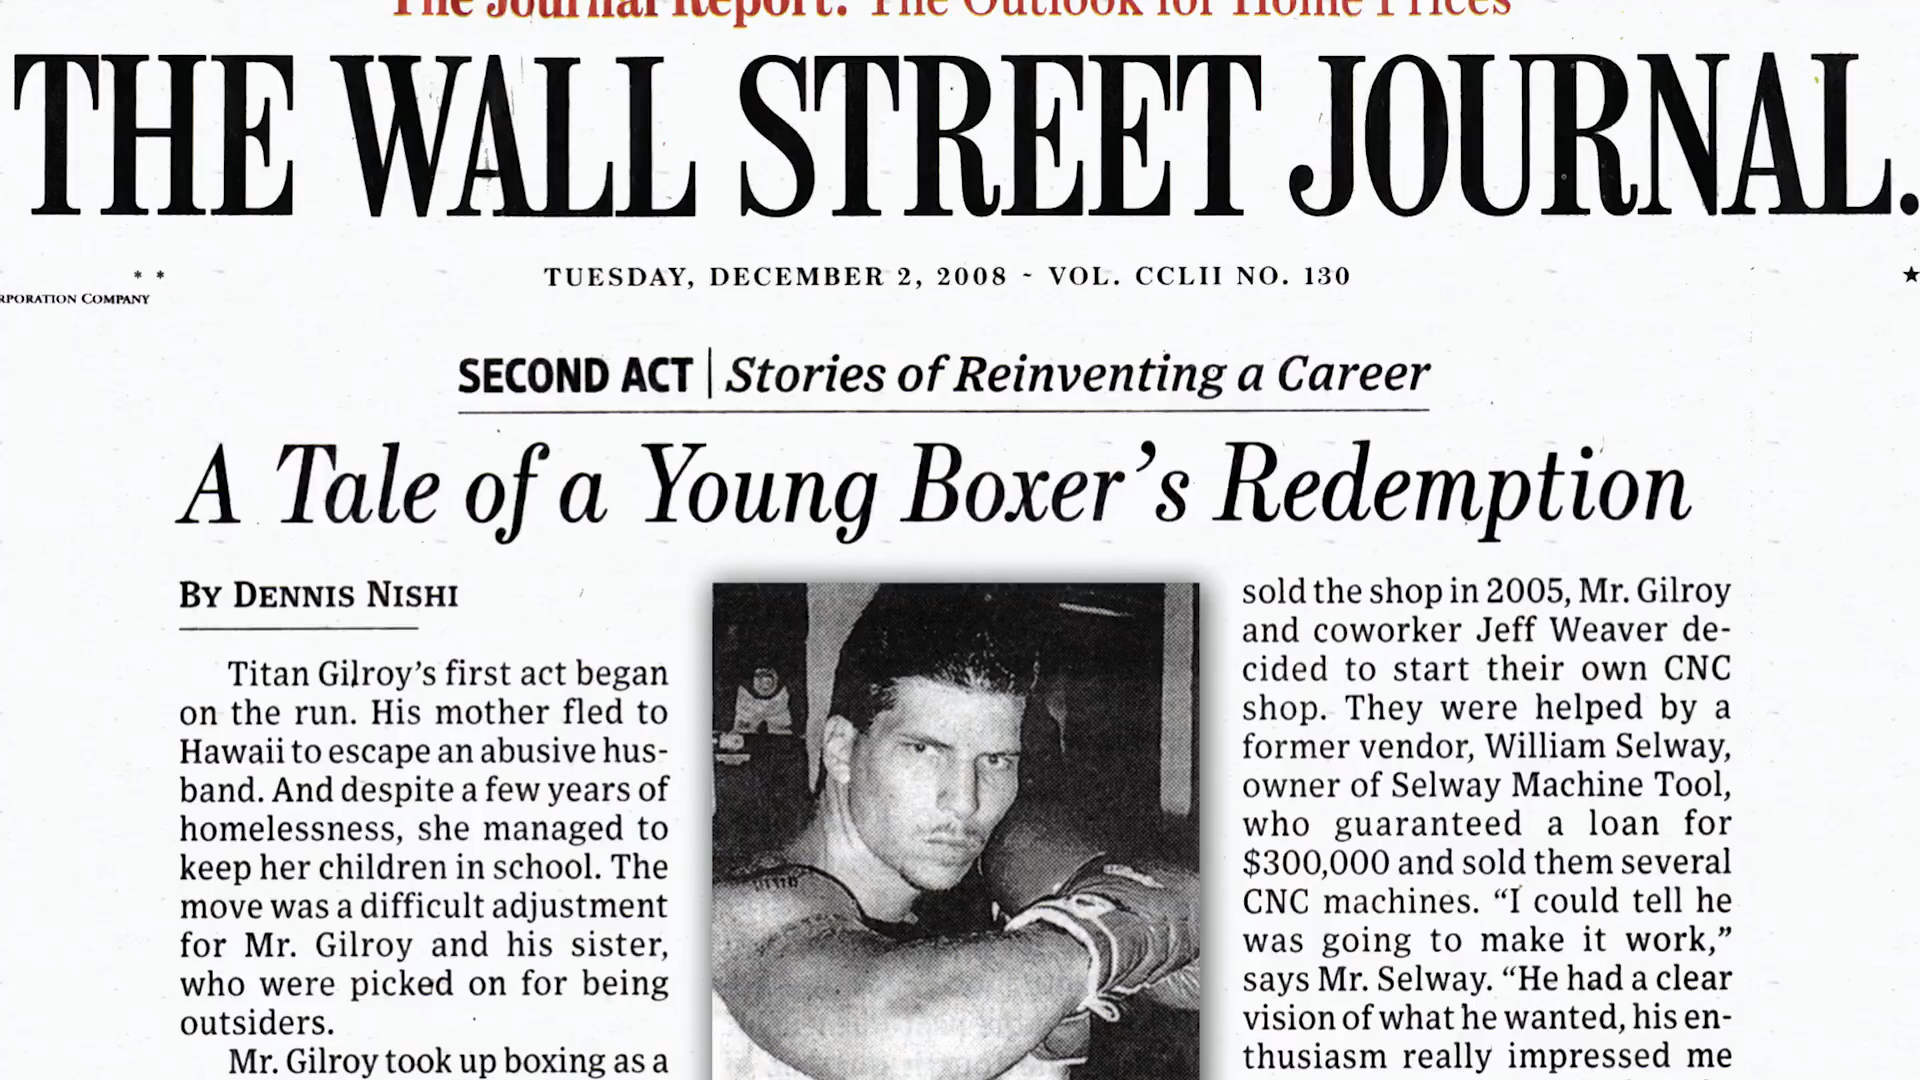 The Journal Report: The Outlook for Home Prices
THE WALL STREET JOURNAL.
* *
TUESDAY, DECEMBER 2, 2008 ~ VOL. CCLII NO. 130
★
RPORATION COMPANY
SECOND ACT | Stories of Reinventing a Career
A Tale of a Young Boxer's Redemption
BY DENNIS NISHI
Titan Gilroy's first act began
on the run. His mother fled to
Hawaii to escape an abusive hus-
band. And despite a few years of
homelessness, she managed to
keep her children in school. The
move was a difficult adjustment
for Mr. Gilroy and his sister,
who were picked on for being
outsiders.
Mr. Gilroy took up boxing as a
sold the shop in 2005, Mr. Gilroy
and coworker Jeff Weaver de-
cided to start their own CNC
shop. They were helped by a
former vendor, William Selway,
owner of Selway Machine Tool,
who guaranteed a loan for
$300,000 and sold them several
CNC machines. “I could tell he
was going to make it work,”
says Mr. Selway. “He had a clear
vision of what he wanted, his en-
thusiasm really impressed me